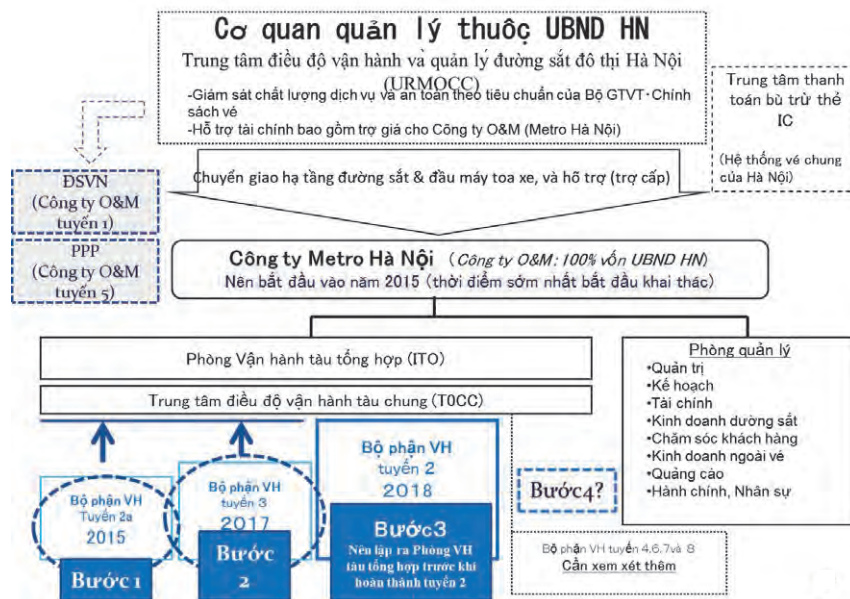 Cơ quan quản lý thuôc UBND HN
Trung tâm điều độ vận hành và quản lý đường sắt đô thị Hà Nội
(URMOCC)
-Giám sát chất lượng dịch vụ và an toàn theo tiêu chuẩn của Bộ GTVT·Chính
sách vé
-Hỗ trợ tài chính bao gồm trợ giá cho Công ty O&M (Metro Hà Nội)
Trung tâm thanh
toán bù trừ thẻ
IC
(Hệ thống vé chung
của Hà Nội)
Chuyển giao hạ tầng đường sắt & đầu máy toa xe, và hỗ trợ (trợ cấp)
ĐSVN
(Công ty O&M
tuyến 1)
PPP
(Công ty O&M
tuyến 5)
Công ty Metro Hà Nội (Công ty O&M: 100% vốn UBND HN)
Nên bắt đầu vào năm 2015 (thời điểm sớm nhất bắt đầu khai thác)
Phòng Vận hành tàu tổng hợp (ITO)
Trung tâm điều độ vận hành tàu chung (TOCC)
Phòng quản lý
•Quản trị
•Kế hoạch
•Tài chính
•Kinh doanh dường sắt
•Chăm sóc khách hàng
•Kinh doanh ngoài vé
•Quảng cáo
•Hành chính, Nhân sự
Bộ phận VH
Tuyến 2a
2015
Bước 1
Bộ phận VH
tuyến 3
2017
Bước
2
Bộ phận VH
tuyến 2
2018
Bước3
Nên lập ra Phòng VH
tàu tổng hợp trước khi
hoàn thành tuyến 2
Bước4?
Bộ phận VH tuyến 4,6,7và 8
Cần xem xét thêm